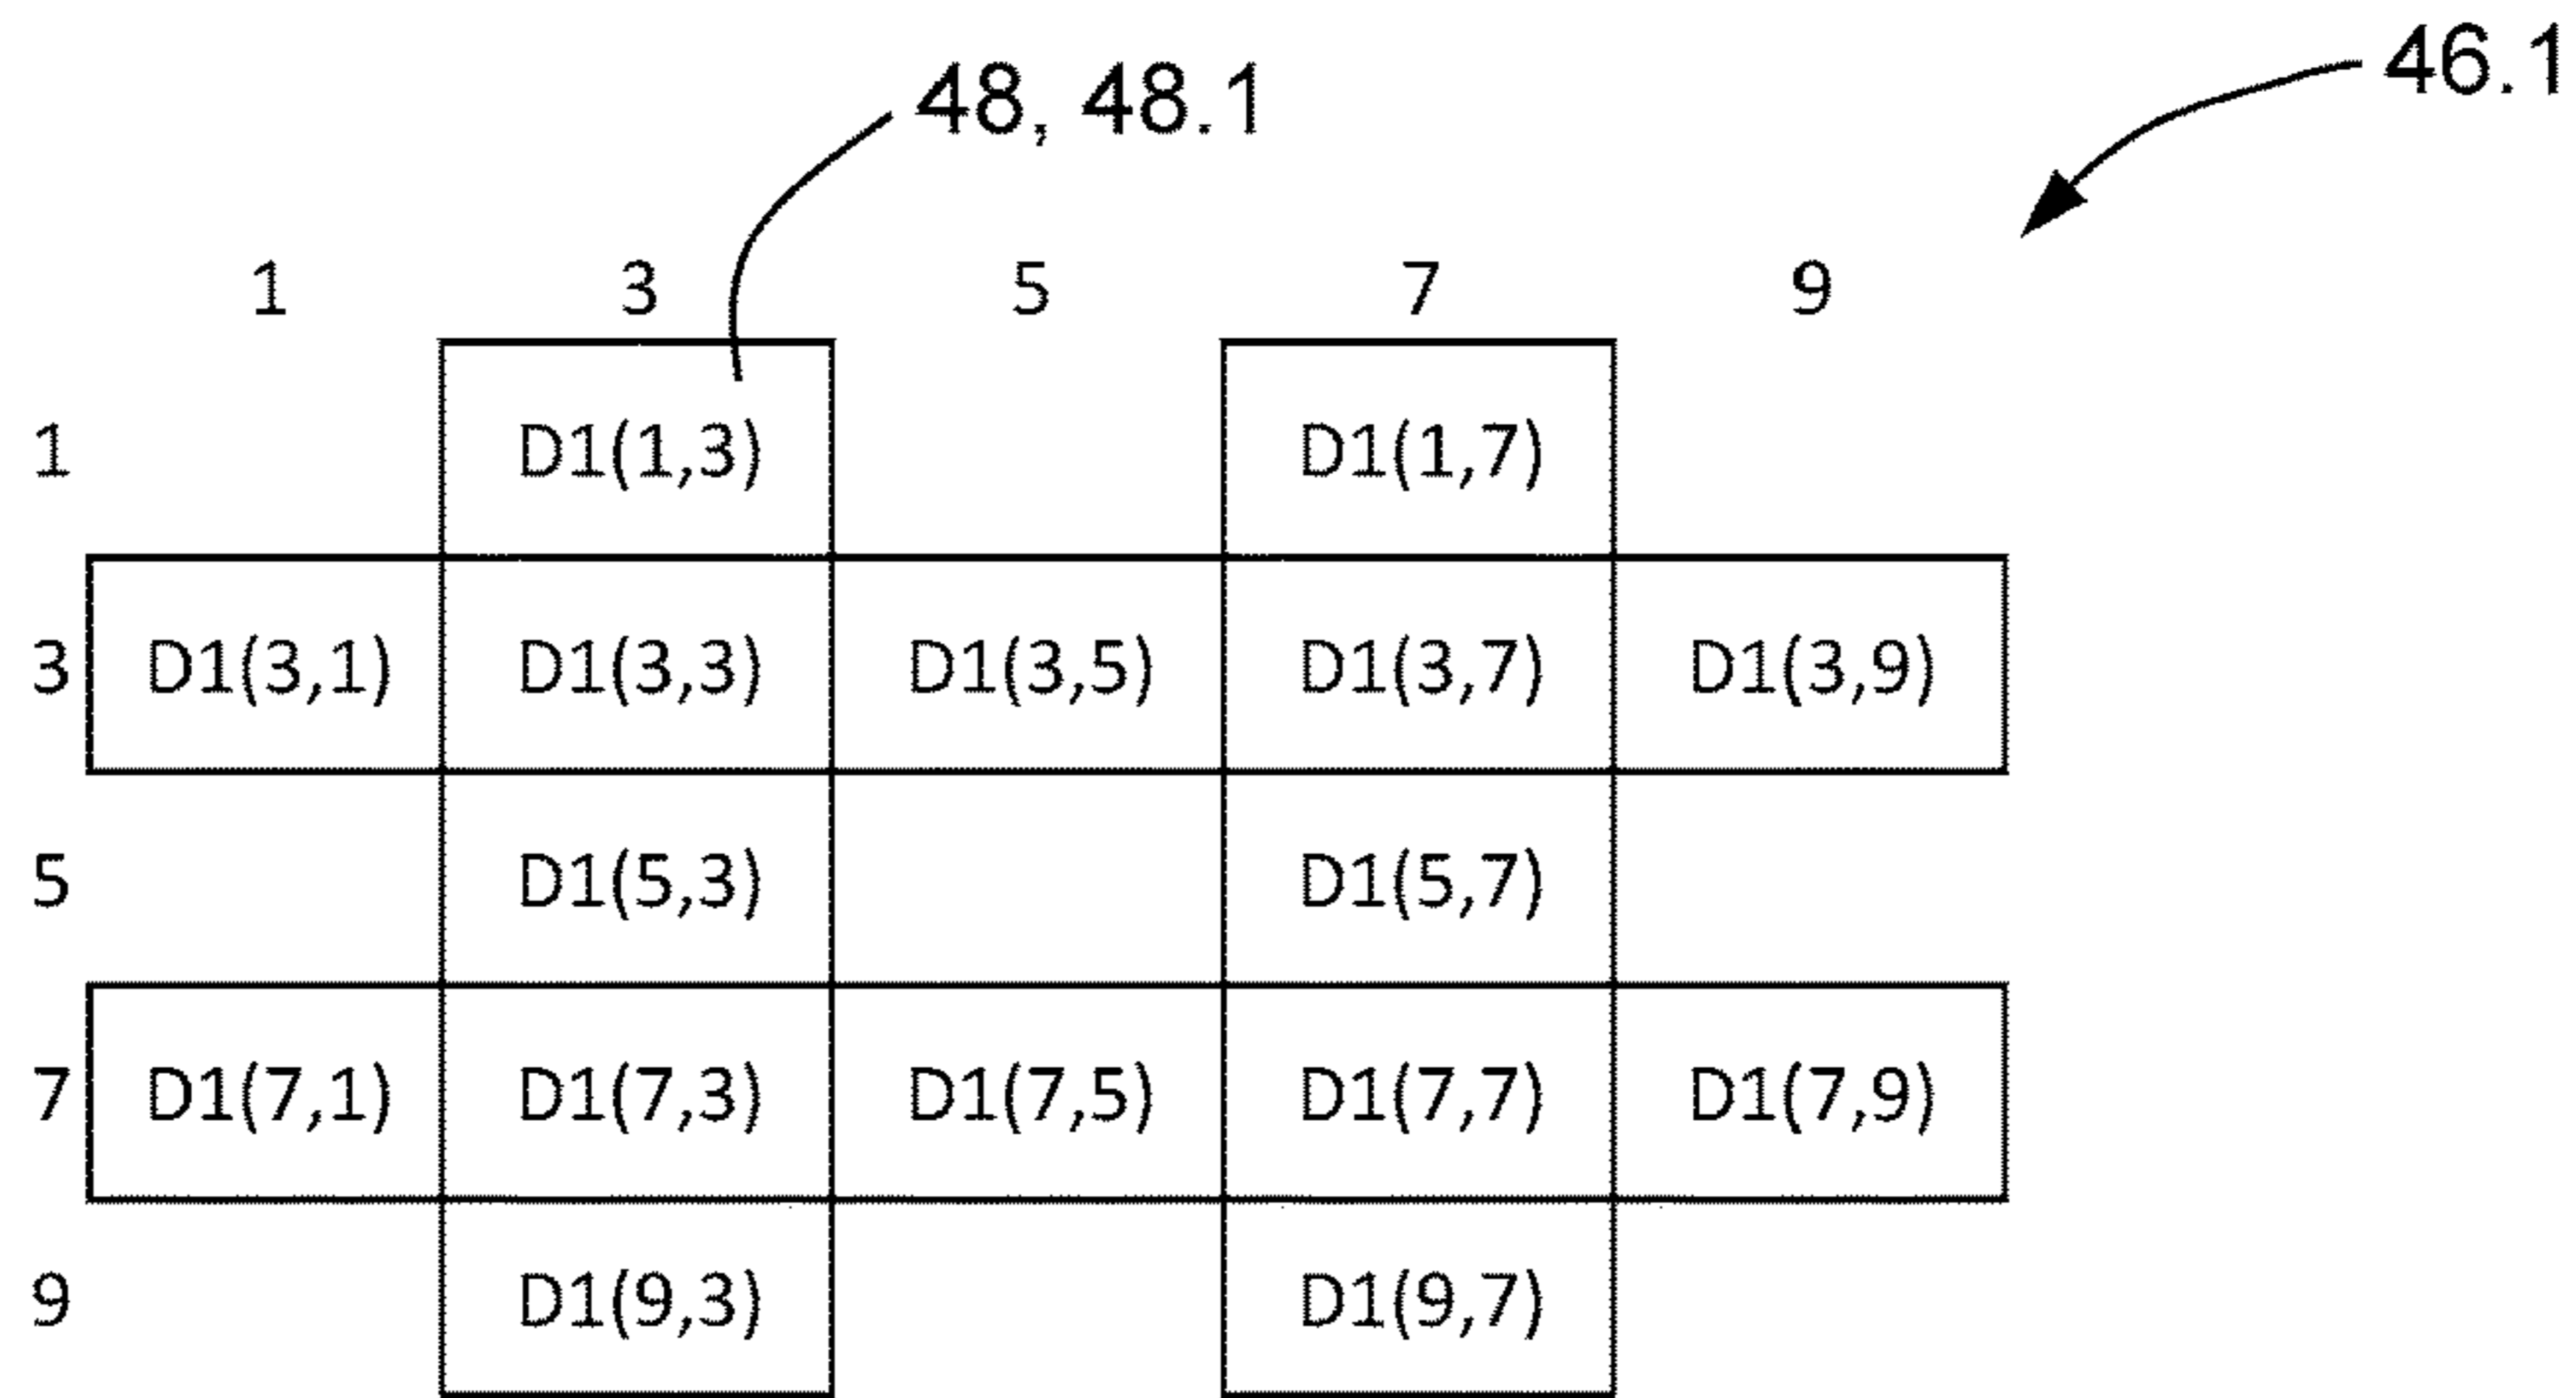 48, 48.1
46.1
1 3 5 7 9
1 D1(1,3) D1(1,7)
3 D1(3,1) D1(3,3) D1(3,5) D1(3,7) D1(3,9)
5 D1(5,3) D1(5,7)
7 D1(7,1) D1(7,3) D1(7,5) D1(7,7) D1(7,9)
9 D1(9,3) D1(9,7)